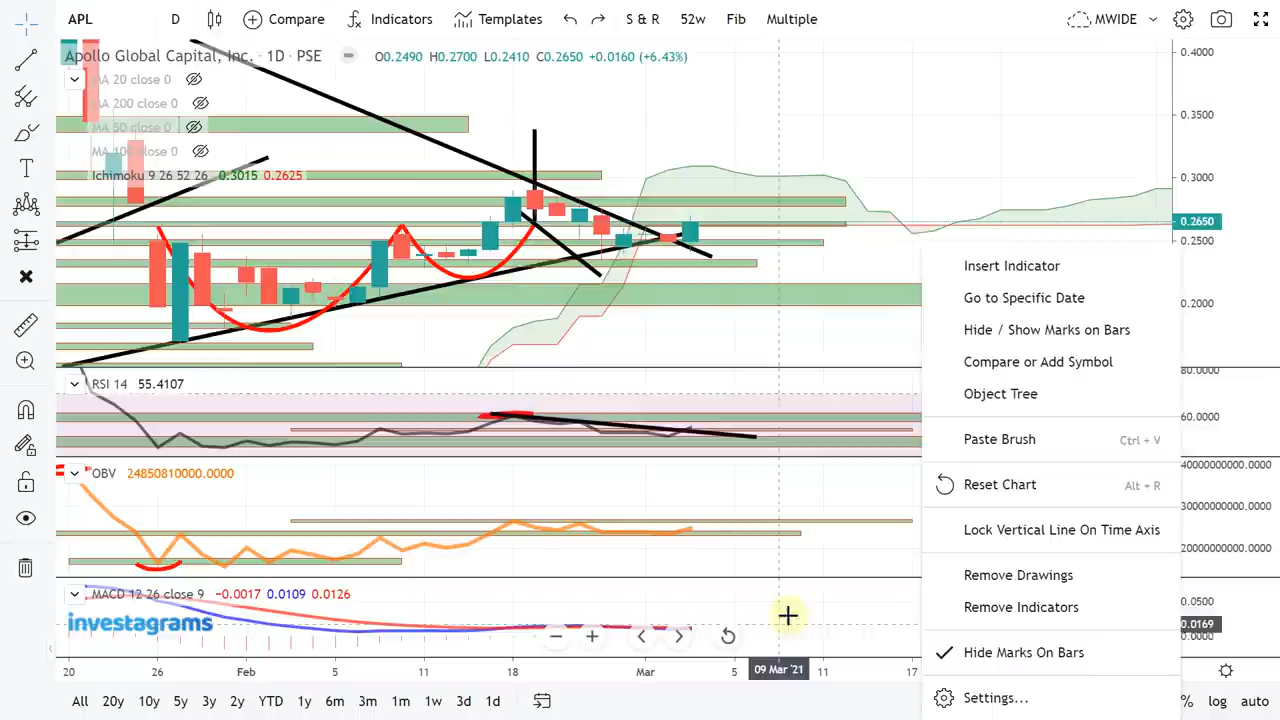 APL D Compare Indicators Templates S & R 52w Fib Multiple MWIDE
Apollo Global Capital, Inc. · 1D · PSE O0.2490 H0.2700 L0.2410 C0.2650 +0.0160 (+6.43%)
MA 20 close 0
MA 200 close 0
MA 50 close 0
MA 100 close 0
Ichimoku 9 26 52 26 0.3015 0.2625
0.4000
0.3500
0.3000
0.2650
0.2500
0.2000
Insert Indicator
Go to Specific Date
Hide / Show Marks on Bars
Compare or Add Symbol
Object Tree
Paste Brush Ctrl + V
Reset Chart Alt + R
Lock Vertical Line On Time Axis
Remove Drawings
Remove Indicators
Hide Marks On Bars
Settings...
RSI 14 55.4107
80.0000
60.0000
OBV 24850810000.0000
40000000000.0000
30000000000.0000
20000000000.0000
MACD 12 26 close 9 −0.0017 0.0109 0.0126
0.0500
0.0169
0.0000
investagrams
20 26 Feb 5 11 18 Mar 5 09 Mar '21 11 17
All 20y 10y 5y 3y 2y YTD 1y 6m 3m 1m 1w 3d 1d % log auto